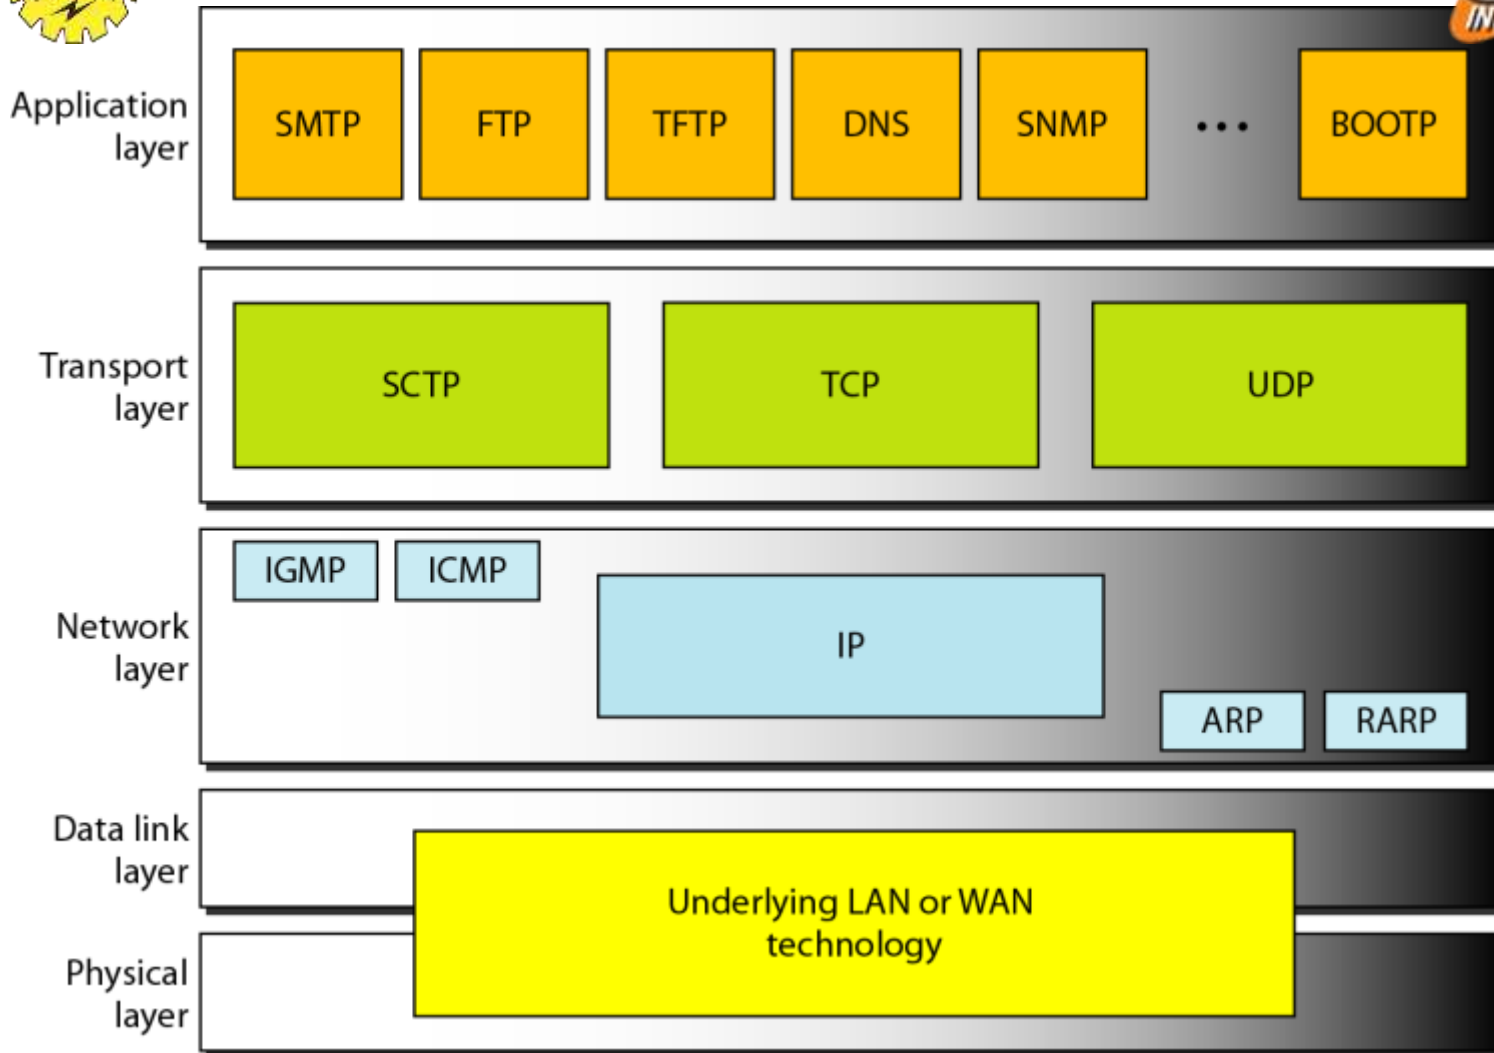 IN
Application
layer
SMTP
FTP
TFTP
DNS
SNMP
...
BOOTP
Transport
layer
SCTP
TCP
UDP
Network
layer
IGMP
ICMP
IP
ARP
RARP
Data link
layer
Underlying LAN or WAN
technology
Physical
layer